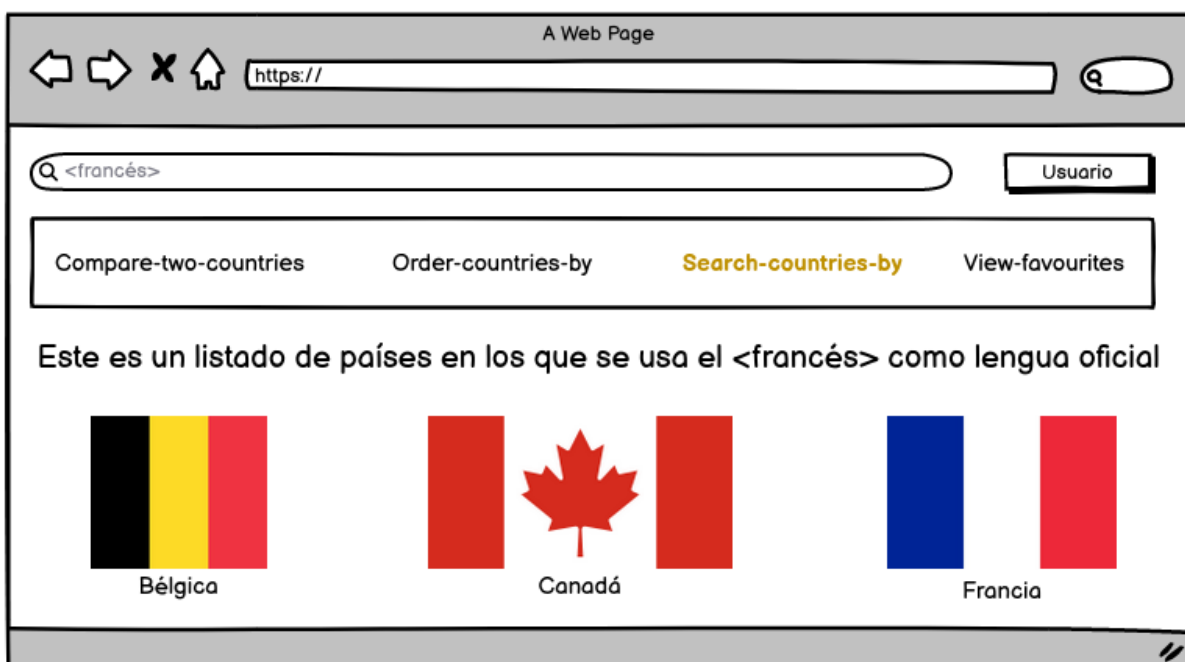 A Web Page
https://
<francés>
Usuario
Compare-two-countries Order-countries-by Search-countries-by View-favourites
Este es un listado de países en los que se usa el <francés> como lengua oficial
Bélgica Canadá Francia